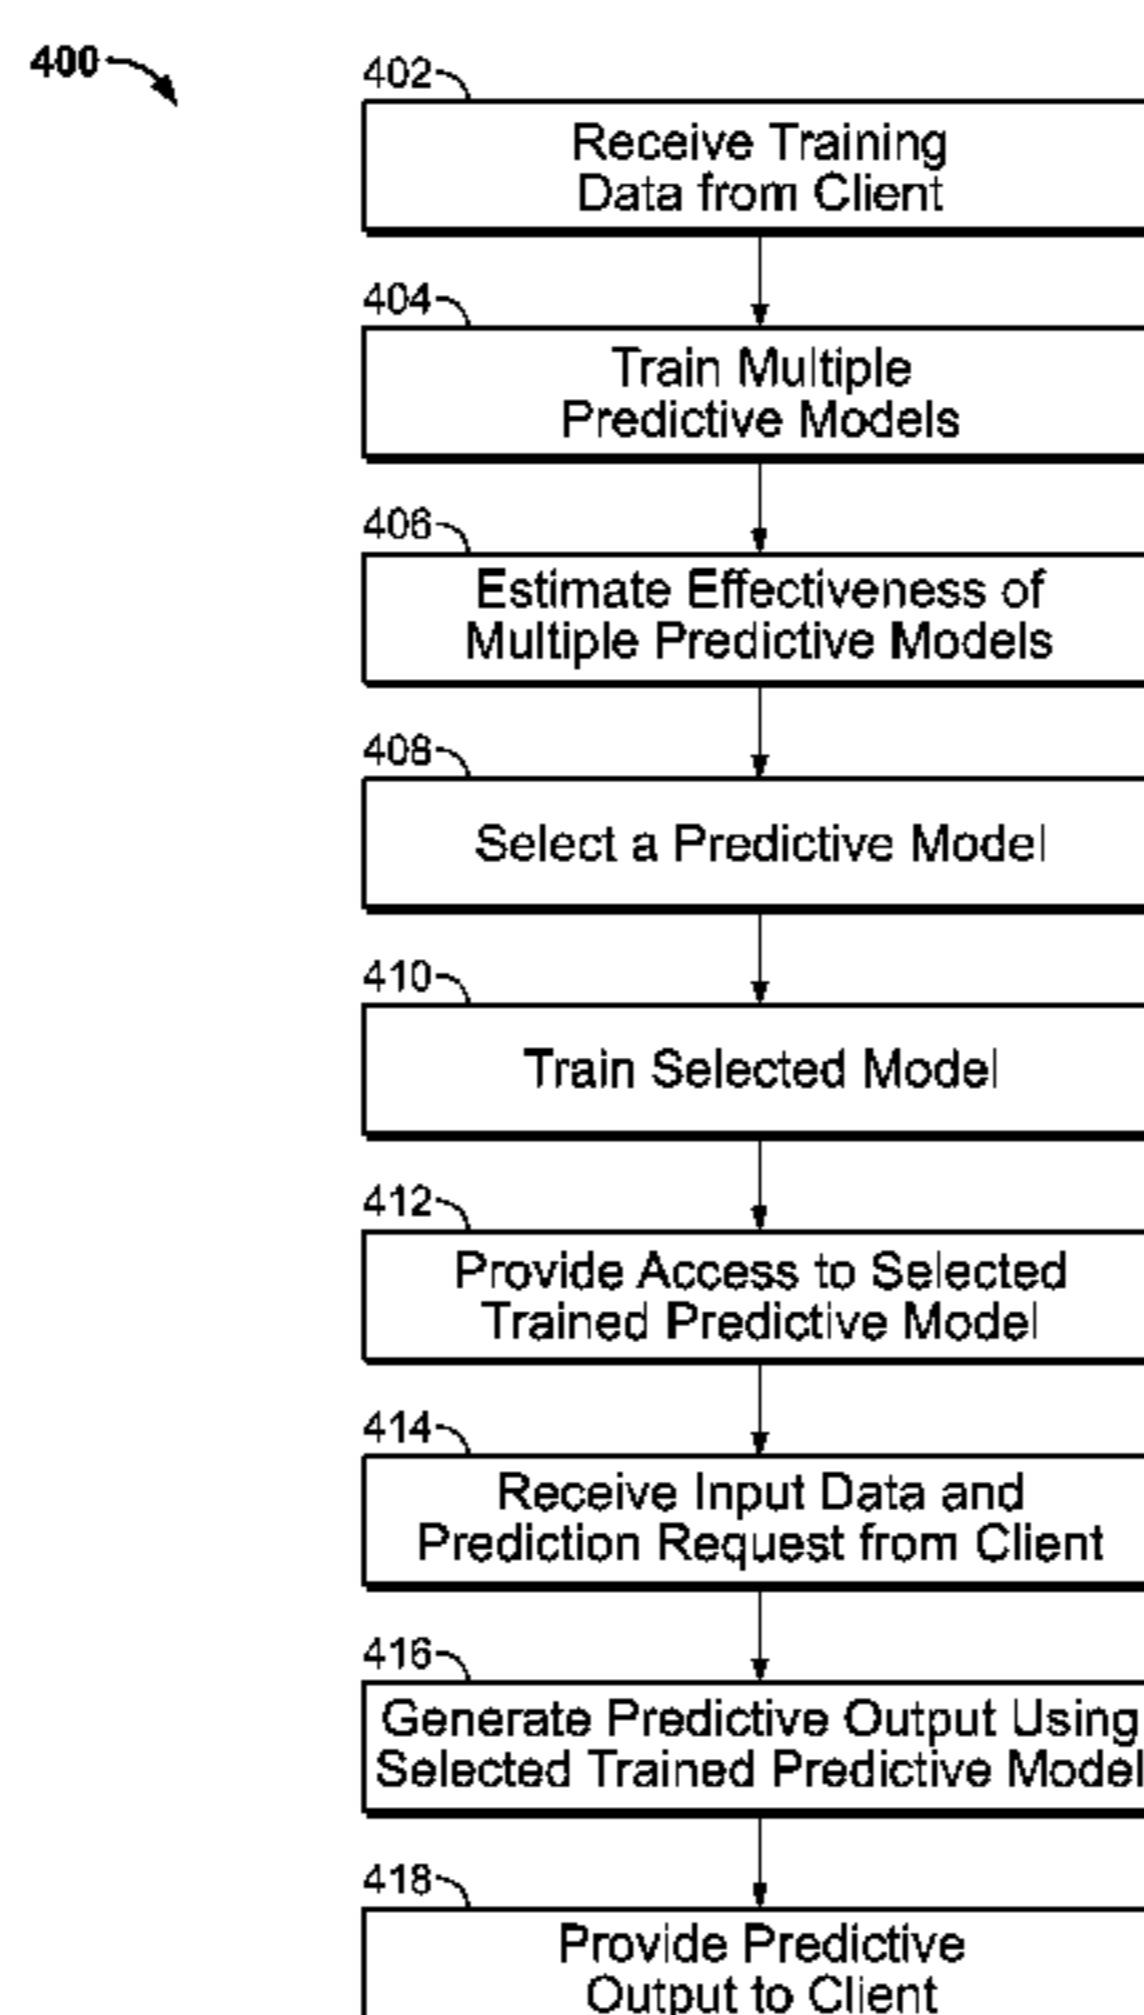 400
402
Receive Training
Data from Client
404
Train Multiple
Predictive Models
406
Estimate Effectiveness of
Multiple Predictive Models
408
Select a Predictive Model
410
Train Selected Model
412
Provide Access to Selected
Trained Predictive Model
414
Receive Input Data and
Prediction Request from Client
416
Generate Predictive Output Using
Selected Trained Predictive Model
418
Provide Predictive
Output to Client